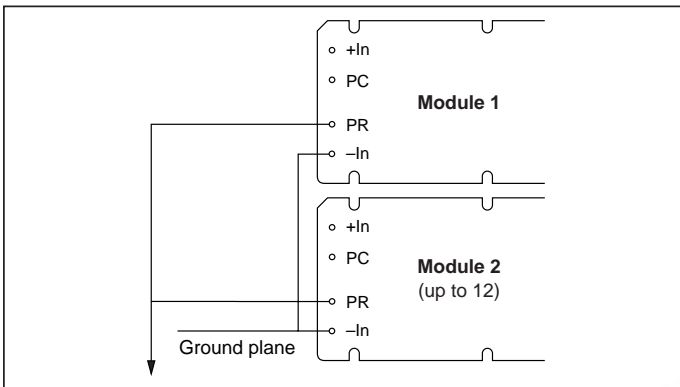 +In
PC
Module 1
PR
–In
+In
PC
Module 2
(up to 12)
PR
–In
Ground plane